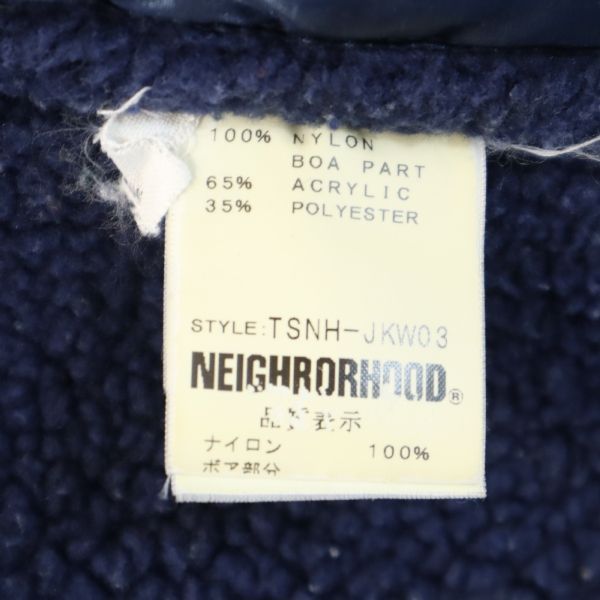 100% NYLON
BOA PART
65% ACRYLIC
35% POLYESTER
STYLE:TSNH-JKW03
NEIGHBORHOOD®
品質表示
ナイロン 100%
ボア部分